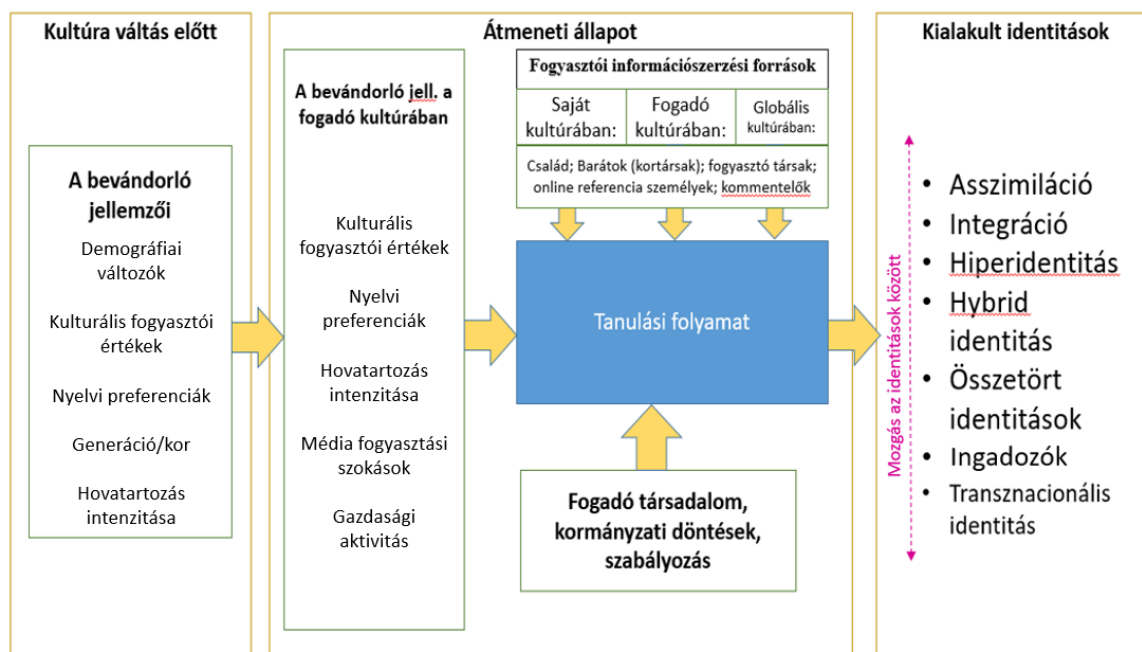 Kultúra váltás előtt
A bevándorló
jellemzői
Demográfiai
változók
Kulturális fogyasztói
értékek
Nyelvi preferenciák
Generáció/kor
Hovatartozás
intenzitása
Átmeneti állapot
A bevándorló jell. a
fogadó kultúrában
Kulturális
fogyasztói értékek
Nyelvi
preferenciák
Hovatartozás
intenzitása
Média fogyasztási
szokások
Gazdasági
aktivitás
Fogyasztói információszerzési források
Saját
kultúrában:
Fogadó
kultúrában:
Globális
kultúrában:
Család; Barátok (kortársak); fogyasztó társak;
online referencia személyek; kommentelők
Tanulási folyamat
Fogadó társadalom,
kormányzati döntések,
szabályozás
Kialakult identitások
Mozgás az identitások között
• Asszimiláció
• Integráció
• Hiperidentitás
• Hybrid
identitás
• Összetört
identitások
• Ingadozók
• Transznacionális
identitás